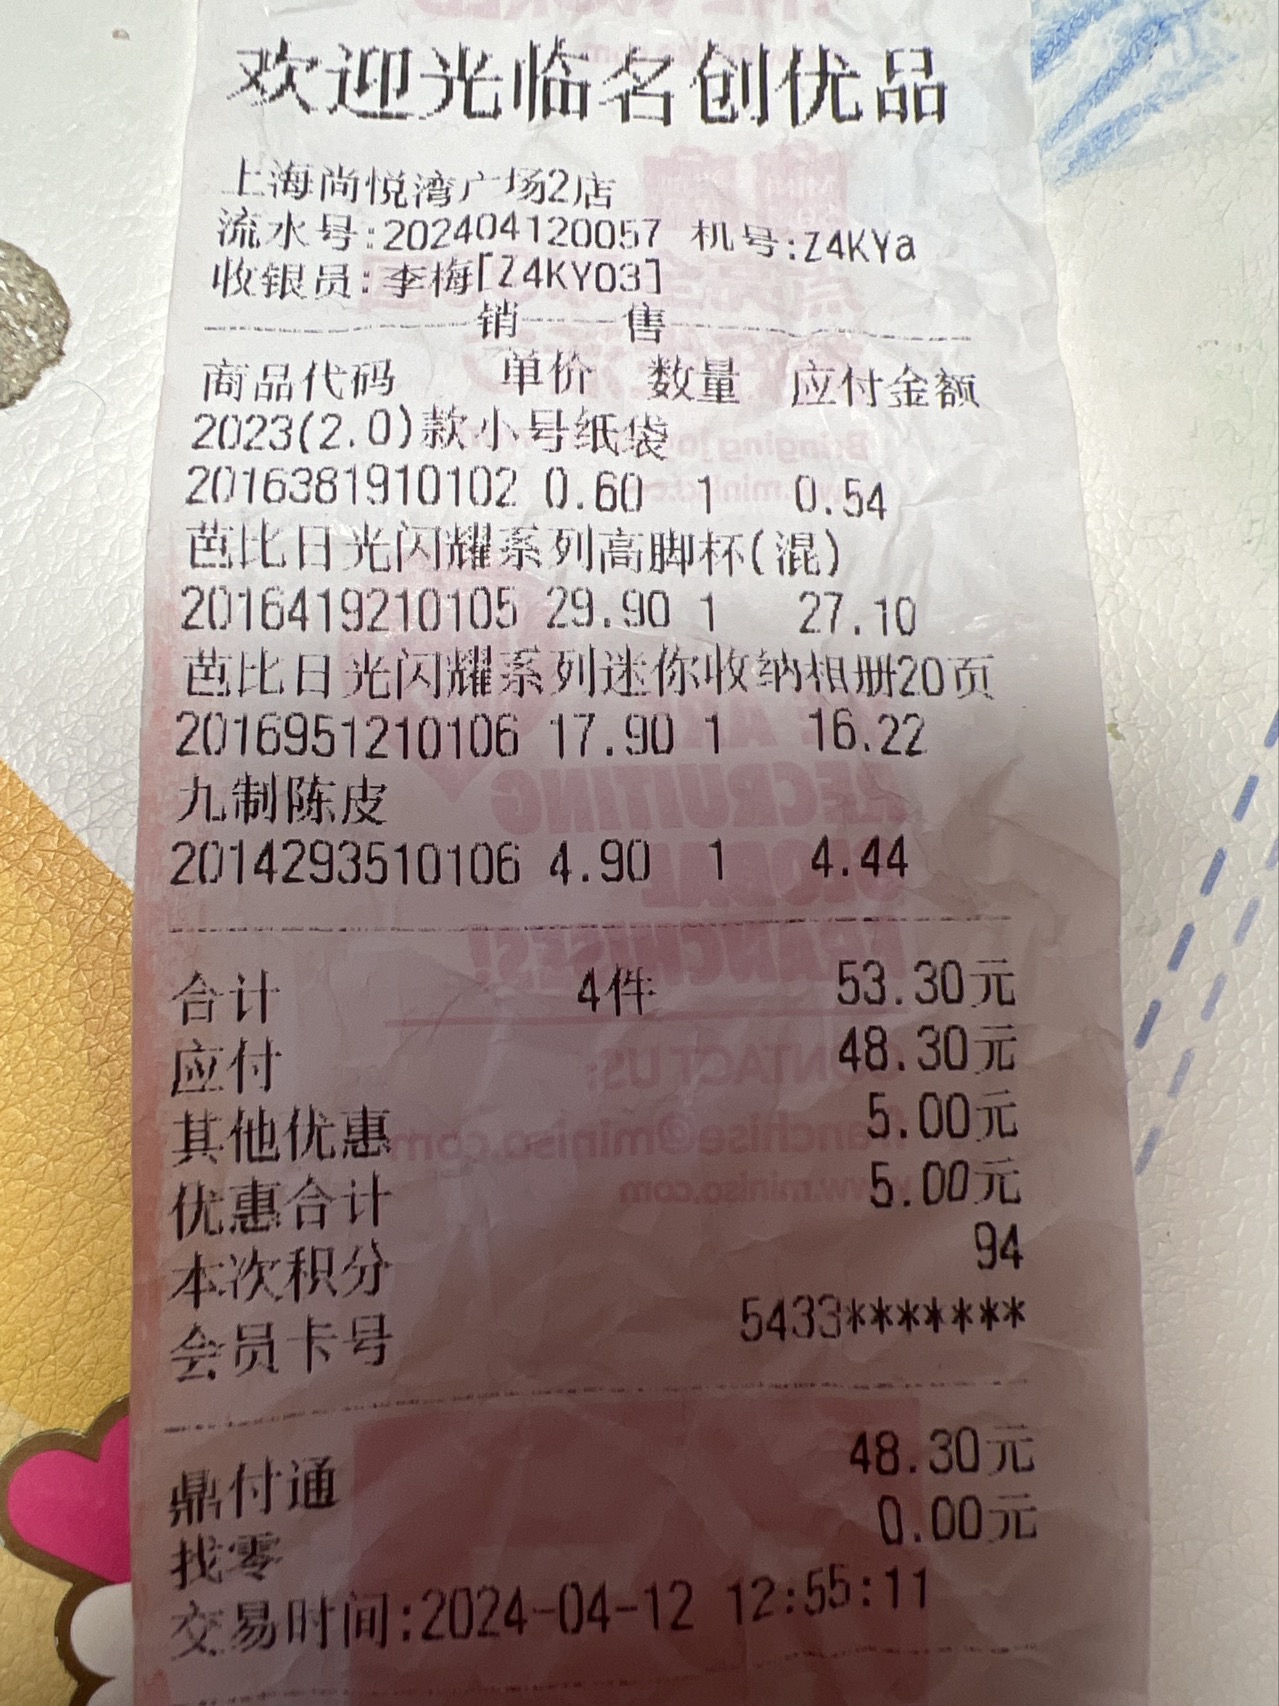 欢迎光临名创优品
上海尚悦湾广场2店
流水号:202404120057 机号:Z4KYa
收银员:李梅[Z4KY03]
销 售
商品代码 单价 数量 应付金额
2023(2.0)款小号纸袋
2016381910102 0.60 1 0.54
芭比日光闪耀系列高脚杯(混)
2016419210105 29.90 1 27.10
芭比日光闪耀系列迷你收纳相册20页
2016951210106 17.90 1 16.22
九制陈皮
2014293510106 4.90 1 4.44
合计 4件 53.30元
应付 48.30元
其他优惠 5.00元
优惠合计 5.00元
本次积分 94
会员卡号 5433*******
鼎付通 48.30元
找零 0.00元
交易时间:2024-04-12 12:55:11